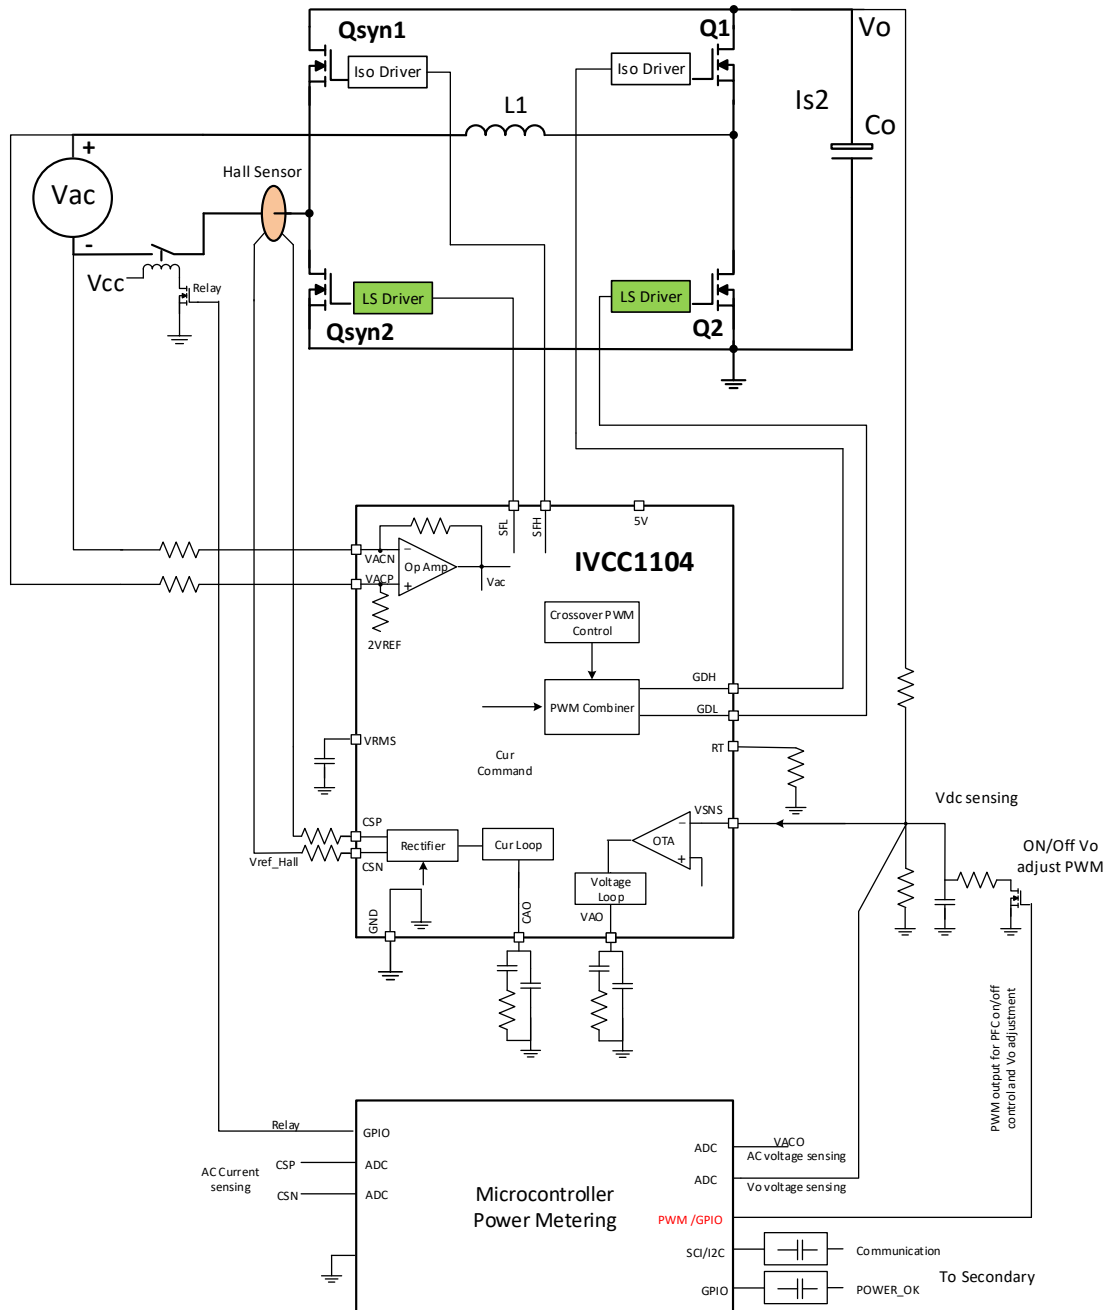 Qsyn1
Q1
Vo
Iso Driver
Iso Driver
Is2
L1
Co
+
Hall Sensor
Vac
-
Vcc
Relay
LS Driver
LS Driver
Qsyn2
Q2
SFL
SFH
5V
IVCC1104
VACN
Op Amp
VACP
Vac
2VREF
Crossover PWM
Control
GDH
PWM Combiner
GDL
VRMS
RT
Cur
Command
Vdc sensing
VSNS
CSP
Rectifier
Cur Loop
OTA
ON/Off Vo
adjust PWM
Vref_Hall
CSN
Voltage
Loop
GND
CAO
VAO
PWM output for PFC on/off
control and Vo adjustment
Relay
GPIO
ADC
VACO
AC voltage sensing
AC Current
sensing
CSP
ADC
CSN
ADC
ADC
Vo voltage sensing
Microcontroller
Power Metering
PWM /GPIO
SCI/I2C
Communication
To Secondary
GPIO
POWER_OK